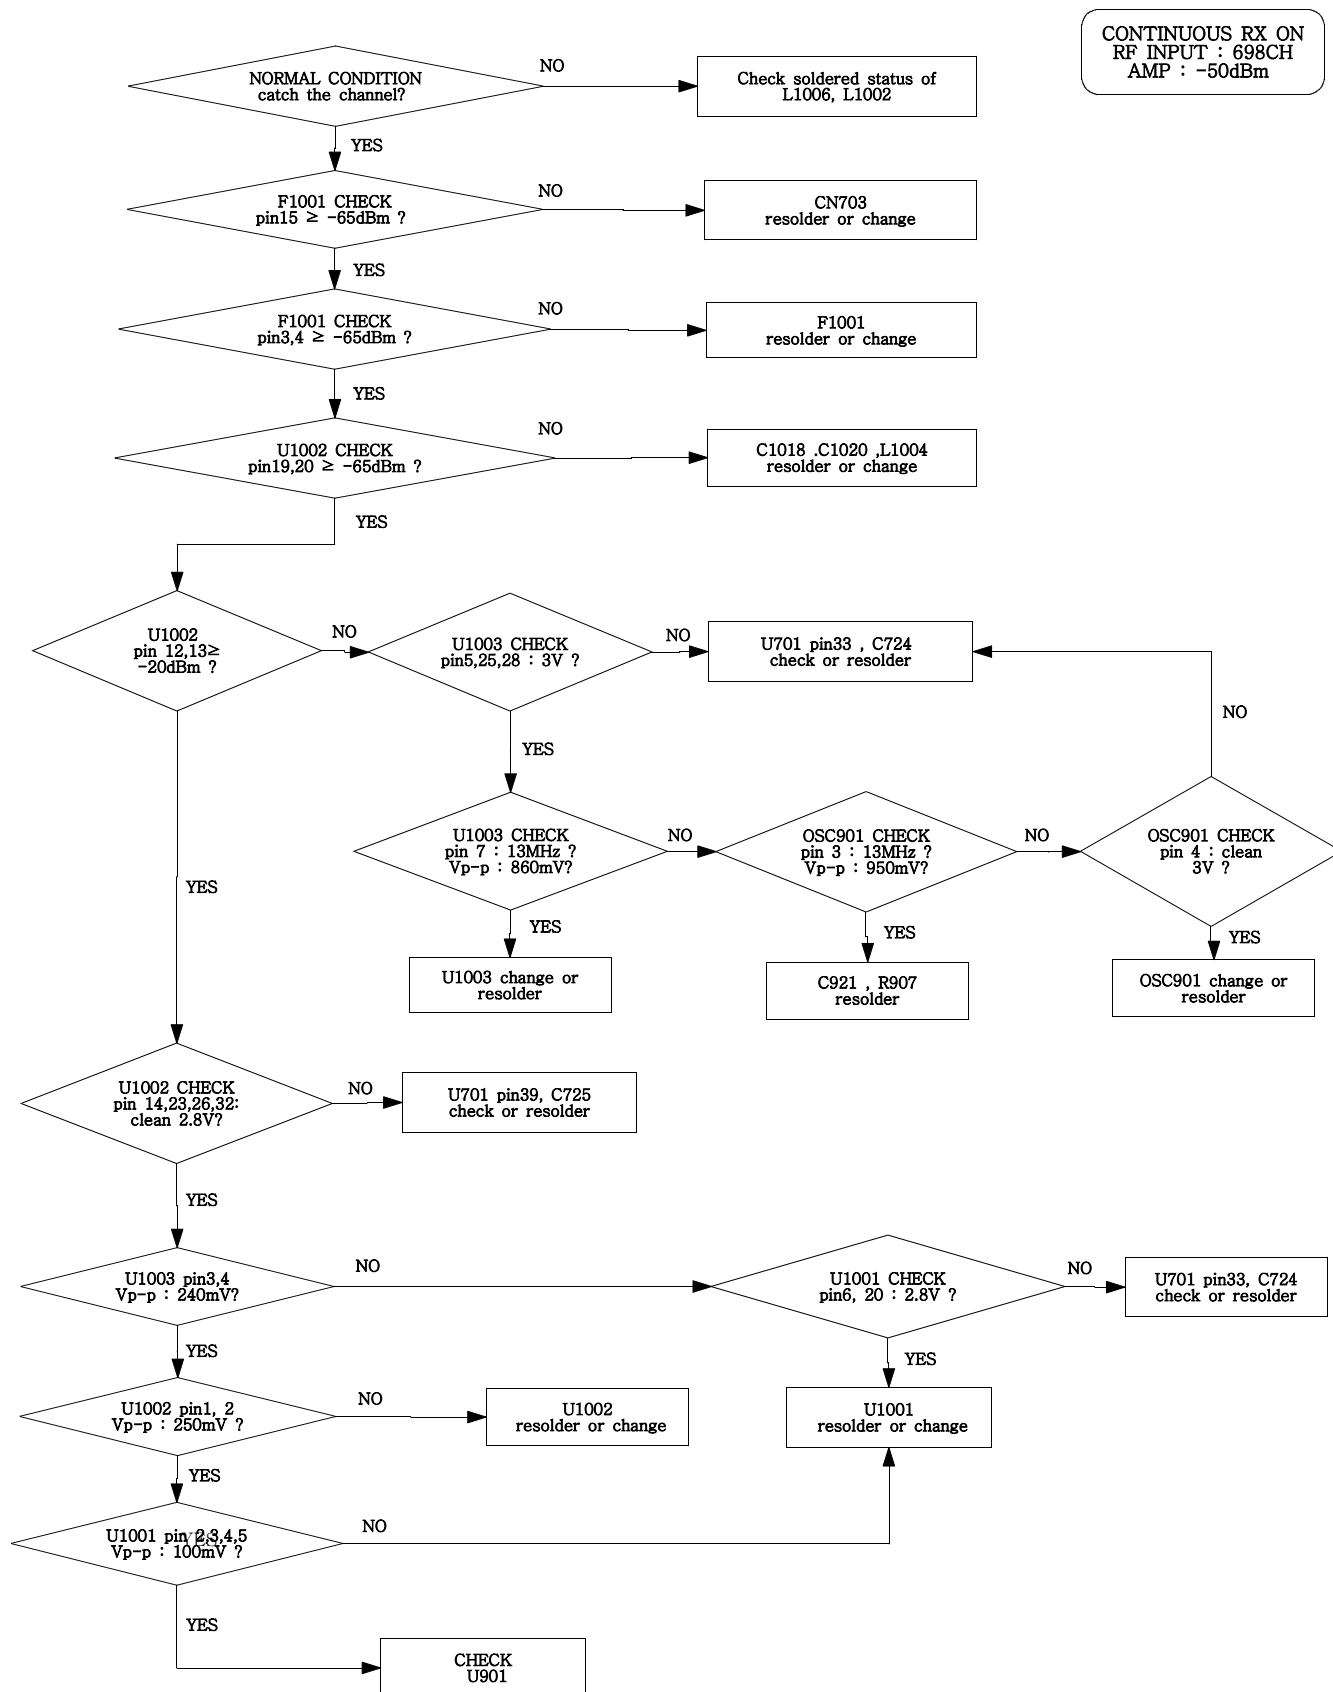 CONTINUOUS RX ON
RF INPUT : 698CH
AMP : -50dBm
NORMAL CONDITION
catch the channel?
NO
Check soldered status of
L1006, L1002
YES
F1001 CHECK
pin15 ≥ -65dBm ?
NO
CN703
resolder or change
YES
F1001 CHECK
pin3,4 ≥ -65dBm ?
NO
F1001
resolder or change
YES
U1002 CHECK
pin19,20 ≥ -65dBm ?
NO
C1018 .C1020 ,L1004
resolder or change
YES
U1002
pin 12,13≥
-20dBm ?
NO
U1003 CHECK
pin5,25,28 : 3V ?
NO
U701 pin33 , C724
check or resolder
NO
YES
YES
U1003 CHECK
pin 7 : 13MHz ?
Vp-p : 860mV?
NO
OSC901 CHECK
pin 3 : 13MHz ?
Vp-p : 950mV?
NO
OSC901 CHECK
pin 4 : clean
3V ?
YES
YES
YES
U1003 change or
resolder
C921 , R907
resolder
OSC901 change or
resolder
U1002 CHECK
pin 14,23,26,32:
clean 2.8V?
NO
U701 pin39, C725
check or resolder
YES
U1003 pin3,4
Vp-p : 240mV?
NO
U1001 CHECK
pin6, 20 : 2.8V ?
NO
U701 pin33, C724
check or resolder
YES
YES
U1002 pin1, 2
Vp-p : 250mV ?
NO
U1002
resolder or change
U1001
resolder or change
YES
U1001 pin 2,3,4,5
Vp-p : 100mV ?
YES
NO
YES
CHECK
U901